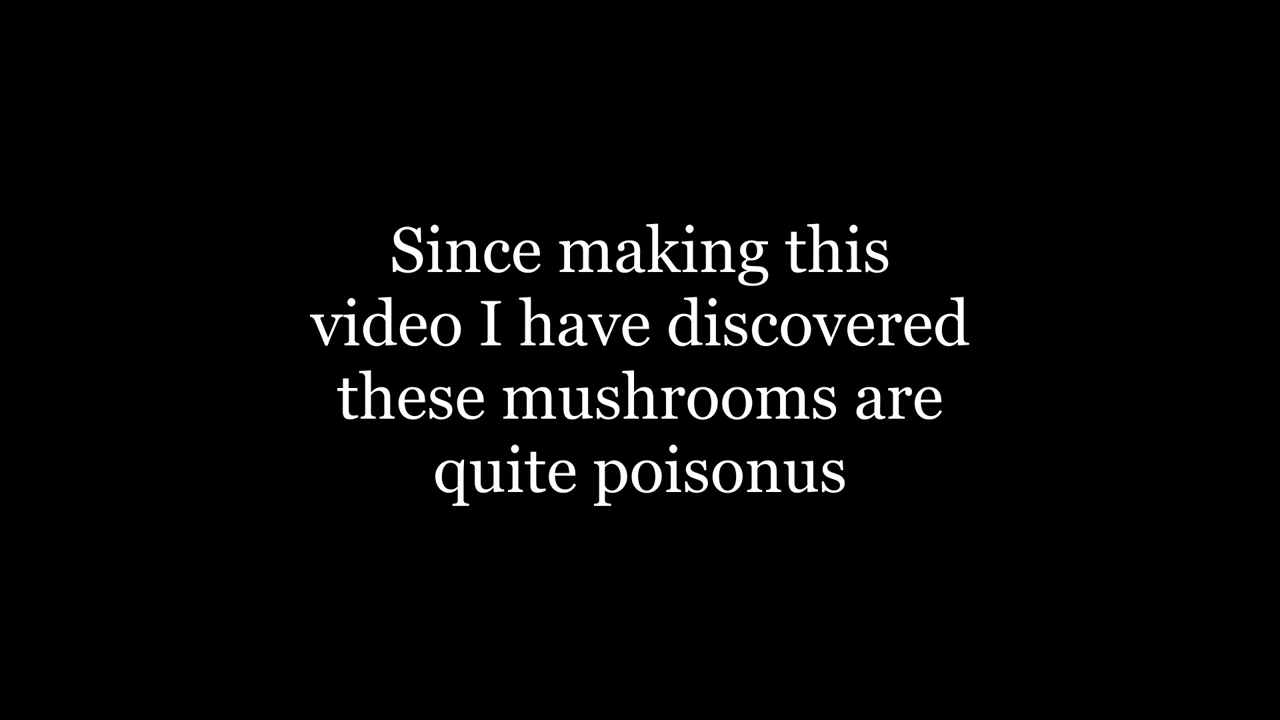 Since making this
video I have discovered
these mushrooms are
quite poisonus